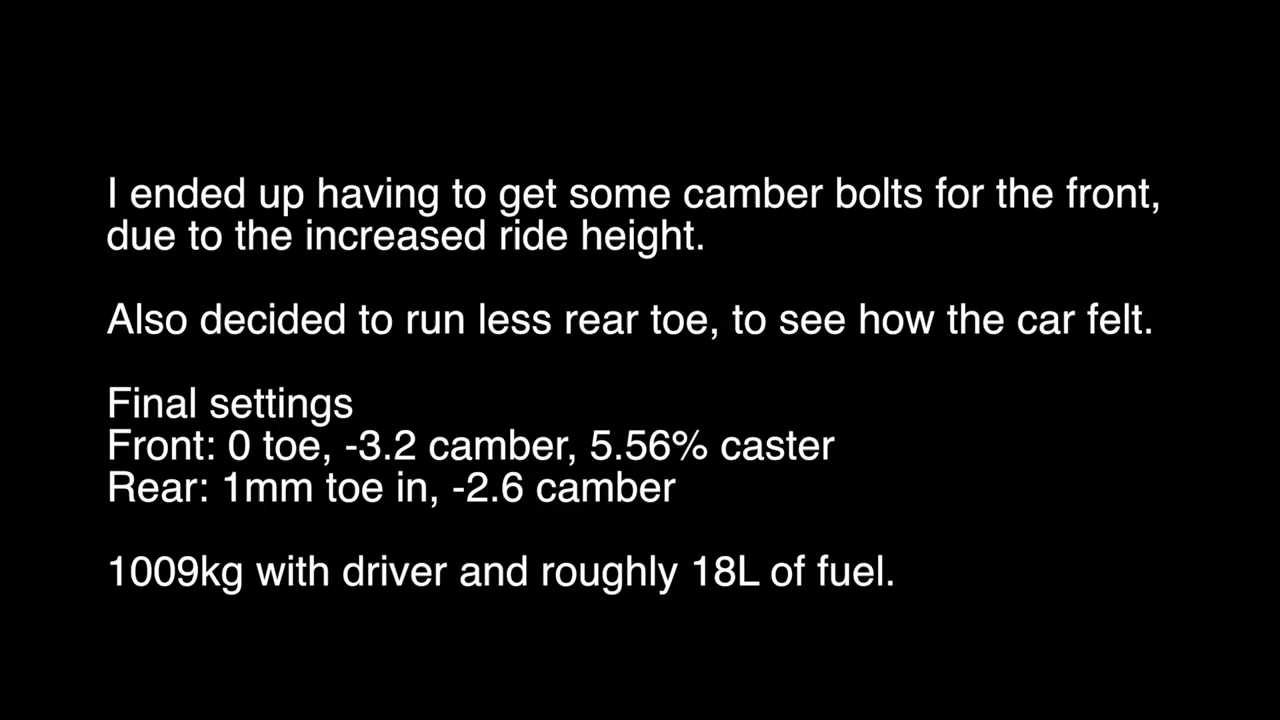 I ended up having to get some camber bolts for the front,
due to the increased ride height.
Also decided to run less rear toe, to see how the car felt.
Final settings
Front: 0 toe, -3.2 camber, 5.56% caster
Rear: 1mm toe in, -2.6 camber
1009kg with driver and roughly 18L of fuel.